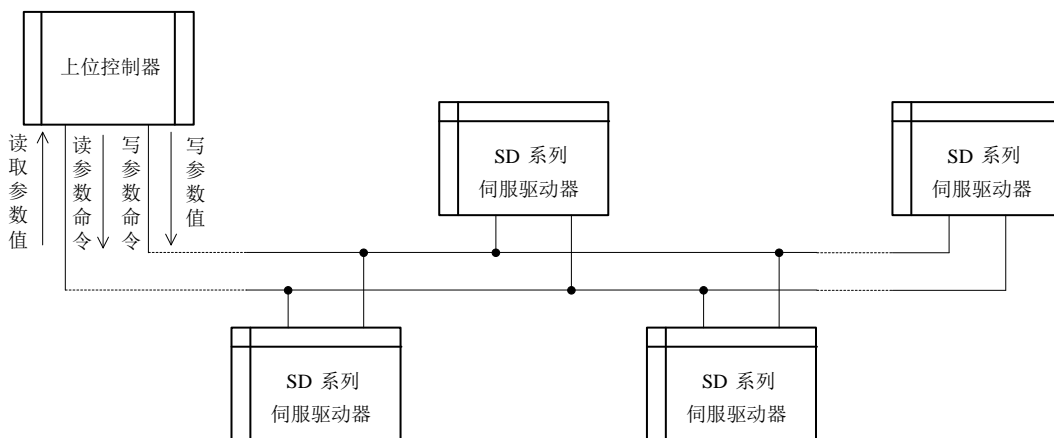 上位控制器
读取参数值
读参数命令
写参数命令
写参数值
SD 系列
伺服驱动器
SD 系列
伺服驱动器
SD 系列
伺服驱动器
SD 系列
伺服驱动器